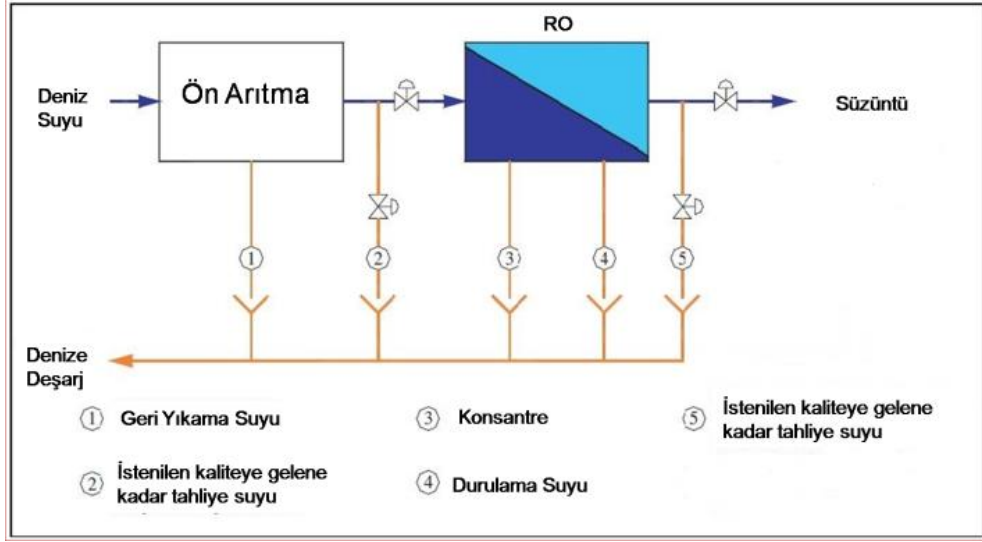 RO
Deniz
Suyu
Ön Arıtma
Süzüntü
1
2
3
4
5
Denize
Deşarj
1 Geri Yıkama Suyu
2 İstenilen kaliteye gelene
kadar tahliye suyu
3 Konsantre
4 Durulama Suyu
5 İstenilen kaliteye gelene
kadar tahliye suyu